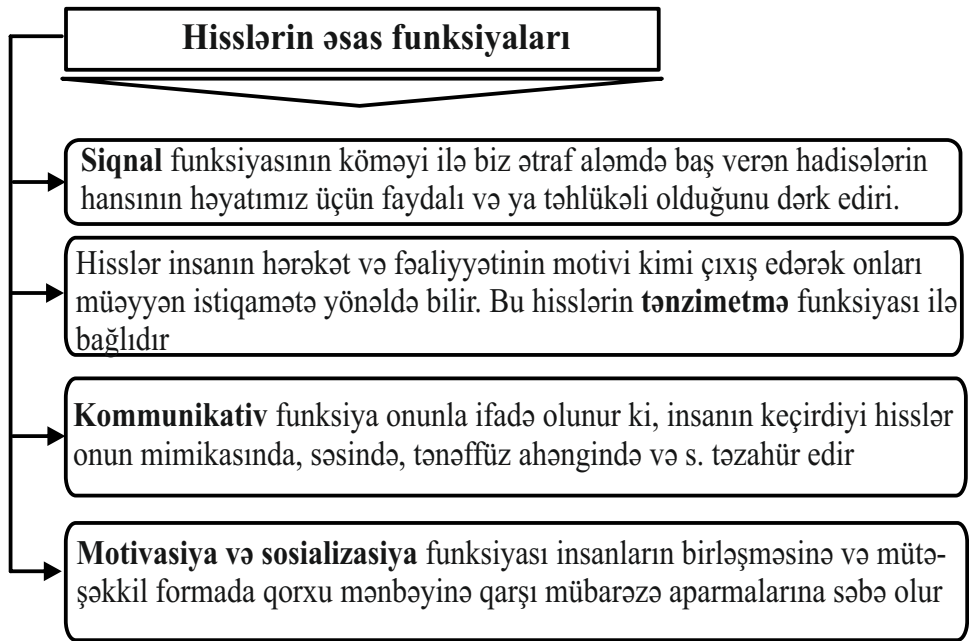 Hisslərin əsas funksiyaları
Siqnal funksiyasının köməyi ilə biz ətraf aləmdə baş verən hadisələrin
hansının həyatımız üçün faydalı və ya təhlükəli olduğunu dərk ediri.
Hisslər insanın hərəkət və fəaliyyətinin motivi kimi çıxış edərək onları
müəyyən istiqamətə yönəldə bilir. Bu hisslərin tənzimetmə funksiyası ilə
bağlıdır
Kommunikativ funksiya onunla ifadə olunur ki, insanın keçirdiyi hisslər
onun mimikasında, səsində, tənəffüz ahəngində və s. təzahür edir
Motivasiya və sosializasiya funksiyası insanların birləşməsinə və mütə-
şəkkil formada qorxu mənbəyinə qarşı mübarəzə aparmalarına səbə olur